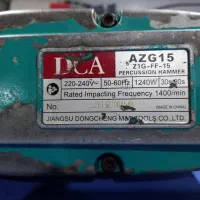 DCA AZG15
Z1G-FF-15
PERCUSSION HAMMER
220-240V~ 50-60Hz 1240W
Rated Impacting Frequency 1400/min
No.
MADE IN CHINA
JIANGSU DONGCHENG M&E TOOLS CO.,LTD